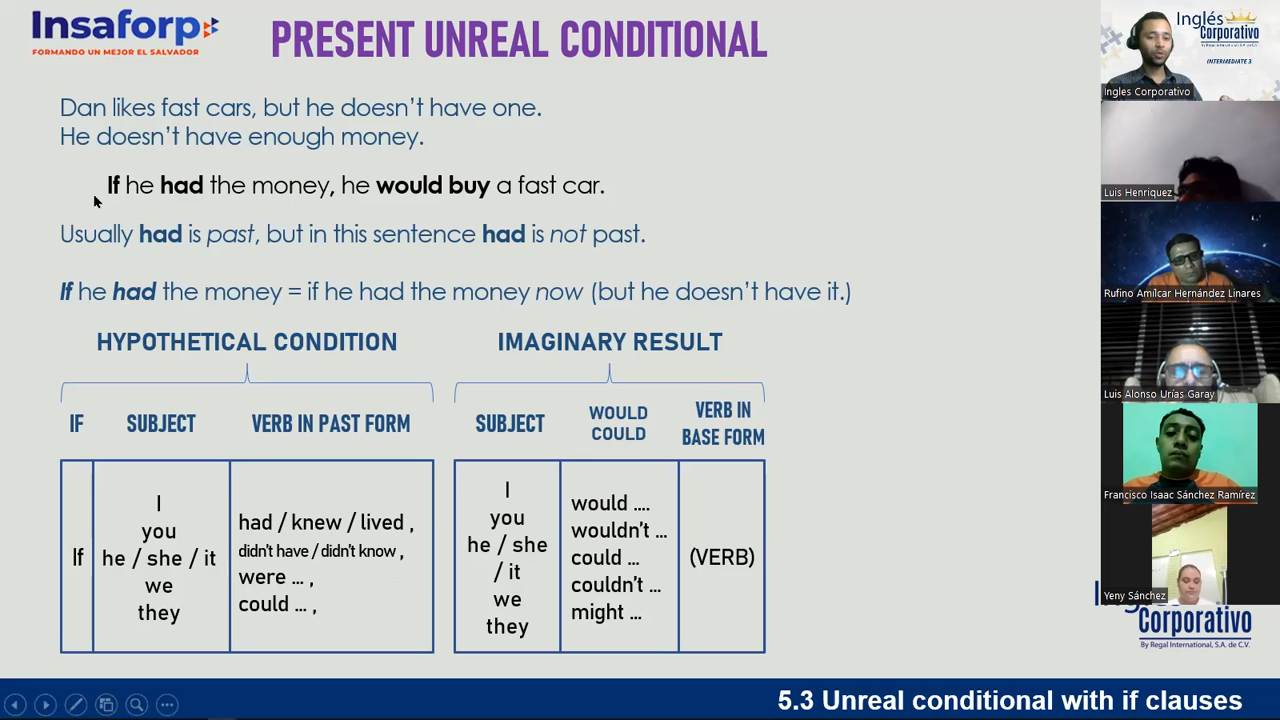 Insaforp
FORMANDO UN MEJOR EL SALVADOR
PRESENT UNREAL CONDITIONAL
Dan likes fast cars, but he doesn't have one.
He doesn't have enough money.
If he had the money, he would buy a fast car.
Usually had is past, but in this sentence had is not past.
If he had the money = if he had the money now (but he doesn't have it.)
HYPOTHETICAL CONDITION
IF
SUBJECT
VERB IN PAST FORM
If
I
you
he / she / it
we
they
had / knew / lived ,
didn't have / didn't know ,
were ... ,
could ... ,
IMAGINARY RESULT
SUBJECT
WOULD
COULD
VERB IN
BASE FORM
I
you
he / she
/ it
we
they
would ....
wouldn't ...
could ...
couldn't ...
might ...
(VERB)
Inglés
Corporativo
By Regal International, S.A. de C.V.
INTERMEDIATE 3
Ingles Corporativo
Luis Henriquez
Rufino Amílcar Hernández Linares
Luis Alonso Urías Garay
Francisco Isaac Sánchez Ramírez
Yeny Sánchez
Corporativo
By Regal International, S.A. de C.V.
5.3 Unreal conditional with if clauses